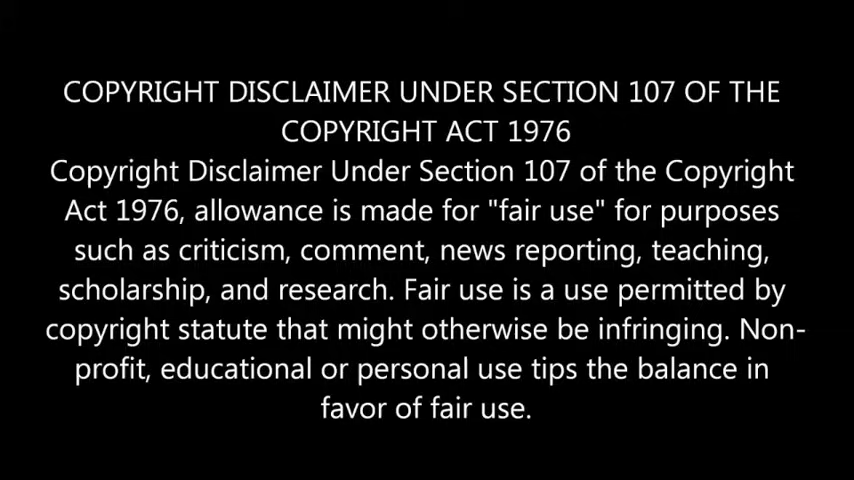 COPYRIGHT DISCLAIMER UNDER SECTION 107 OF THE
COPYRIGHT ACT 1976
Copyright Disclaimer Under Section 107 of the Copyright
Act 1976, allowance is made for "fair use" for purposes
such as criticism, comment, news reporting, teaching,
scholarship, and research. Fair use is a use permitted by
copyright statute that might otherwise be infringing. Non-
profit, educational or personal use tips the balance in
favor of fair use.